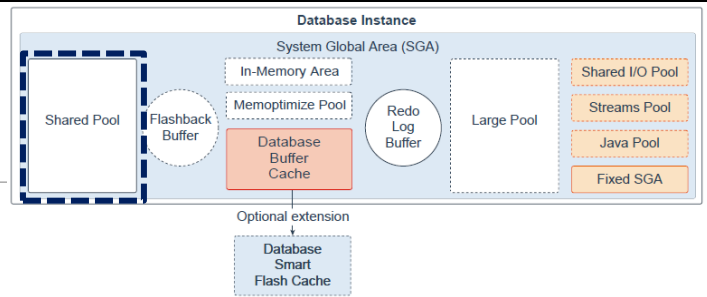 Database Instance
System Global Area (SGA)
Shared Pool
Flashback
Buffer
In-Memory Area
Memoptimize Pool
Database
Buffer
Cache
Redo
Log
Buffer
Large Pool
Shared I/O Pool
Streams Pool
Java Pool
Fixed SGA
Optional extension
Database
Smart
Flash Cache